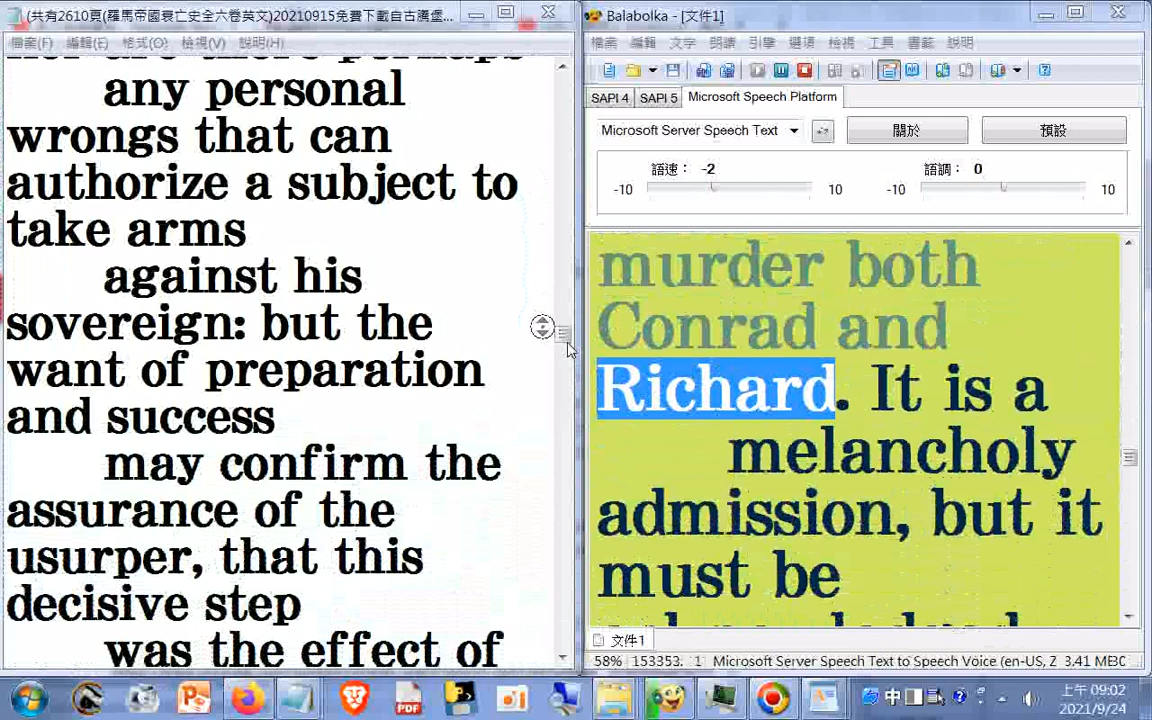 (共有2610頁(羅馬帝國衰亡史全六卷英文)20210915免費下載自古騰堡...
檔案(F) 編輯(E) 格式(O) 檢視(V) 說明(H)
any personal
wrongs that can
authorize a subject to
take arms
against his
sovereign: but the
want of preparation
and success
may confirm the
assurance of the
usurper, that this
decisive step
was the effect of
Balabolka - [文件1]
檔案 編輯 文字 朗讀 引擎 選項 檢視 工具 書籤 說明
SAPI 4 SAPI 5 Microsoft Speech Platform
Microsoft Server Speech Text 關於 預設
語速: -2 語調: 0
-10 10 -10 10
murder both
Conrad and
Richard. It is a
melancholy
admission, but it
must be
文件1
58% 153353. 1 Microsoft Server Speech Text to Speech Voice (en-US, Z 3.41 MB
中
上午 09:02
2021/9/24